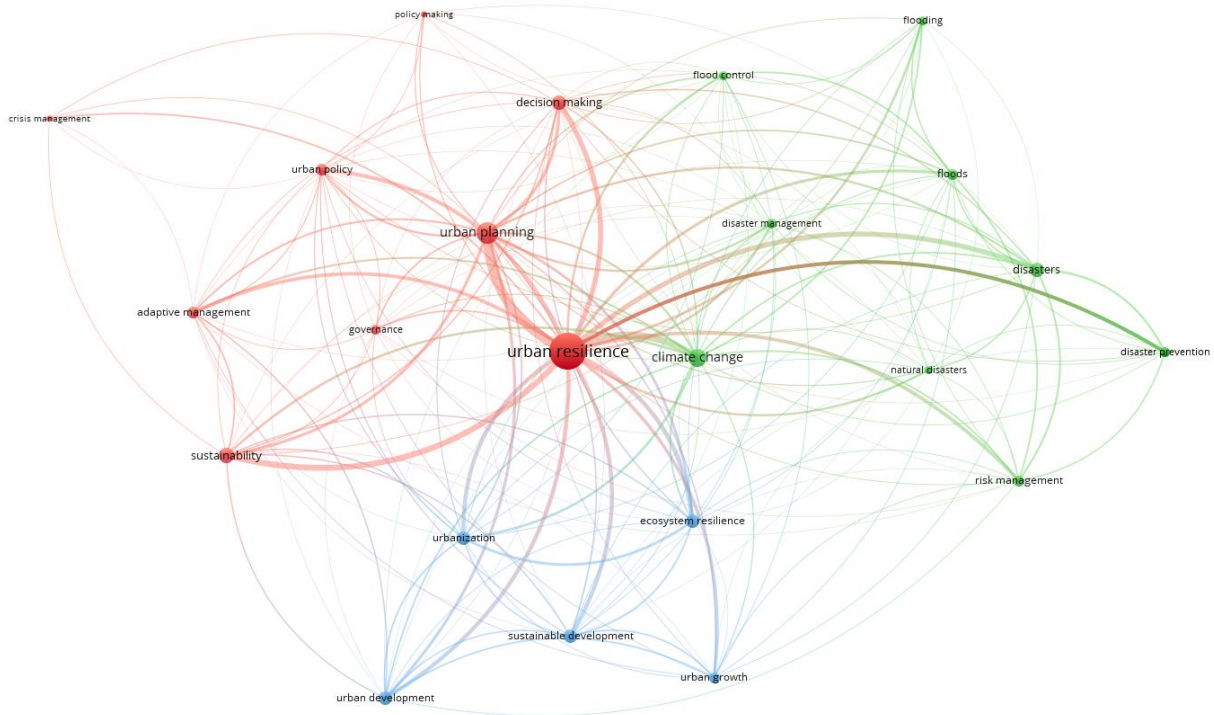 policy making
flooding
flood control
decision making
crisis management
urban policy
floods
disaster management
urban planning
disasters
adaptive management
governance
urban resilience
climate change
disaster prevention
natural disasters
sustainability
risk management
ecosystem resilience
urbanization
sustainable development
urban growth
urban development